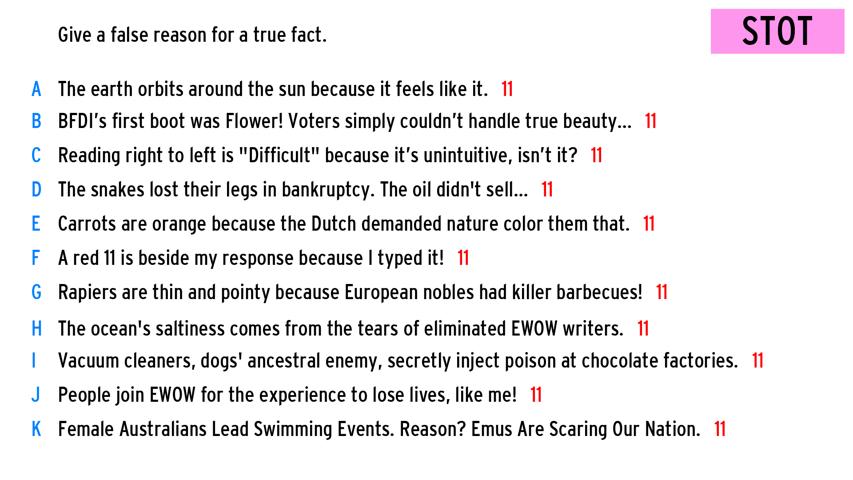 Give a false reason for a true fact.
STOT
A The earth orbits around the sun because it feels like it. 11
B BFDI's first boot was Flower! Voters simply couldn't handle true beauty... 11
C Reading right to left is "Difficult" because it's unintuitive, isn't it? 11
D The snakes lost their legs in bankruptcy. The oil didn't sell... 11
E Carrots are orange because the Dutch demanded nature color them that. 11
F A red 11 is beside my response because I typed it! 11
G Rapiers are thin and pointy because European nobles had killer barbecues! 11
H The ocean's saltiness comes from the tears of eliminated EWOW writers. 11
I Vacuum cleaners, dogs' ancestral enemy, secretly inject poison at chocolate factories. 11
J People join EWOW for the experience to lose lives, like me! 11
K Female Australians Lead Swimming Events. Reason? Emus Are Scaring Our Nation. 11